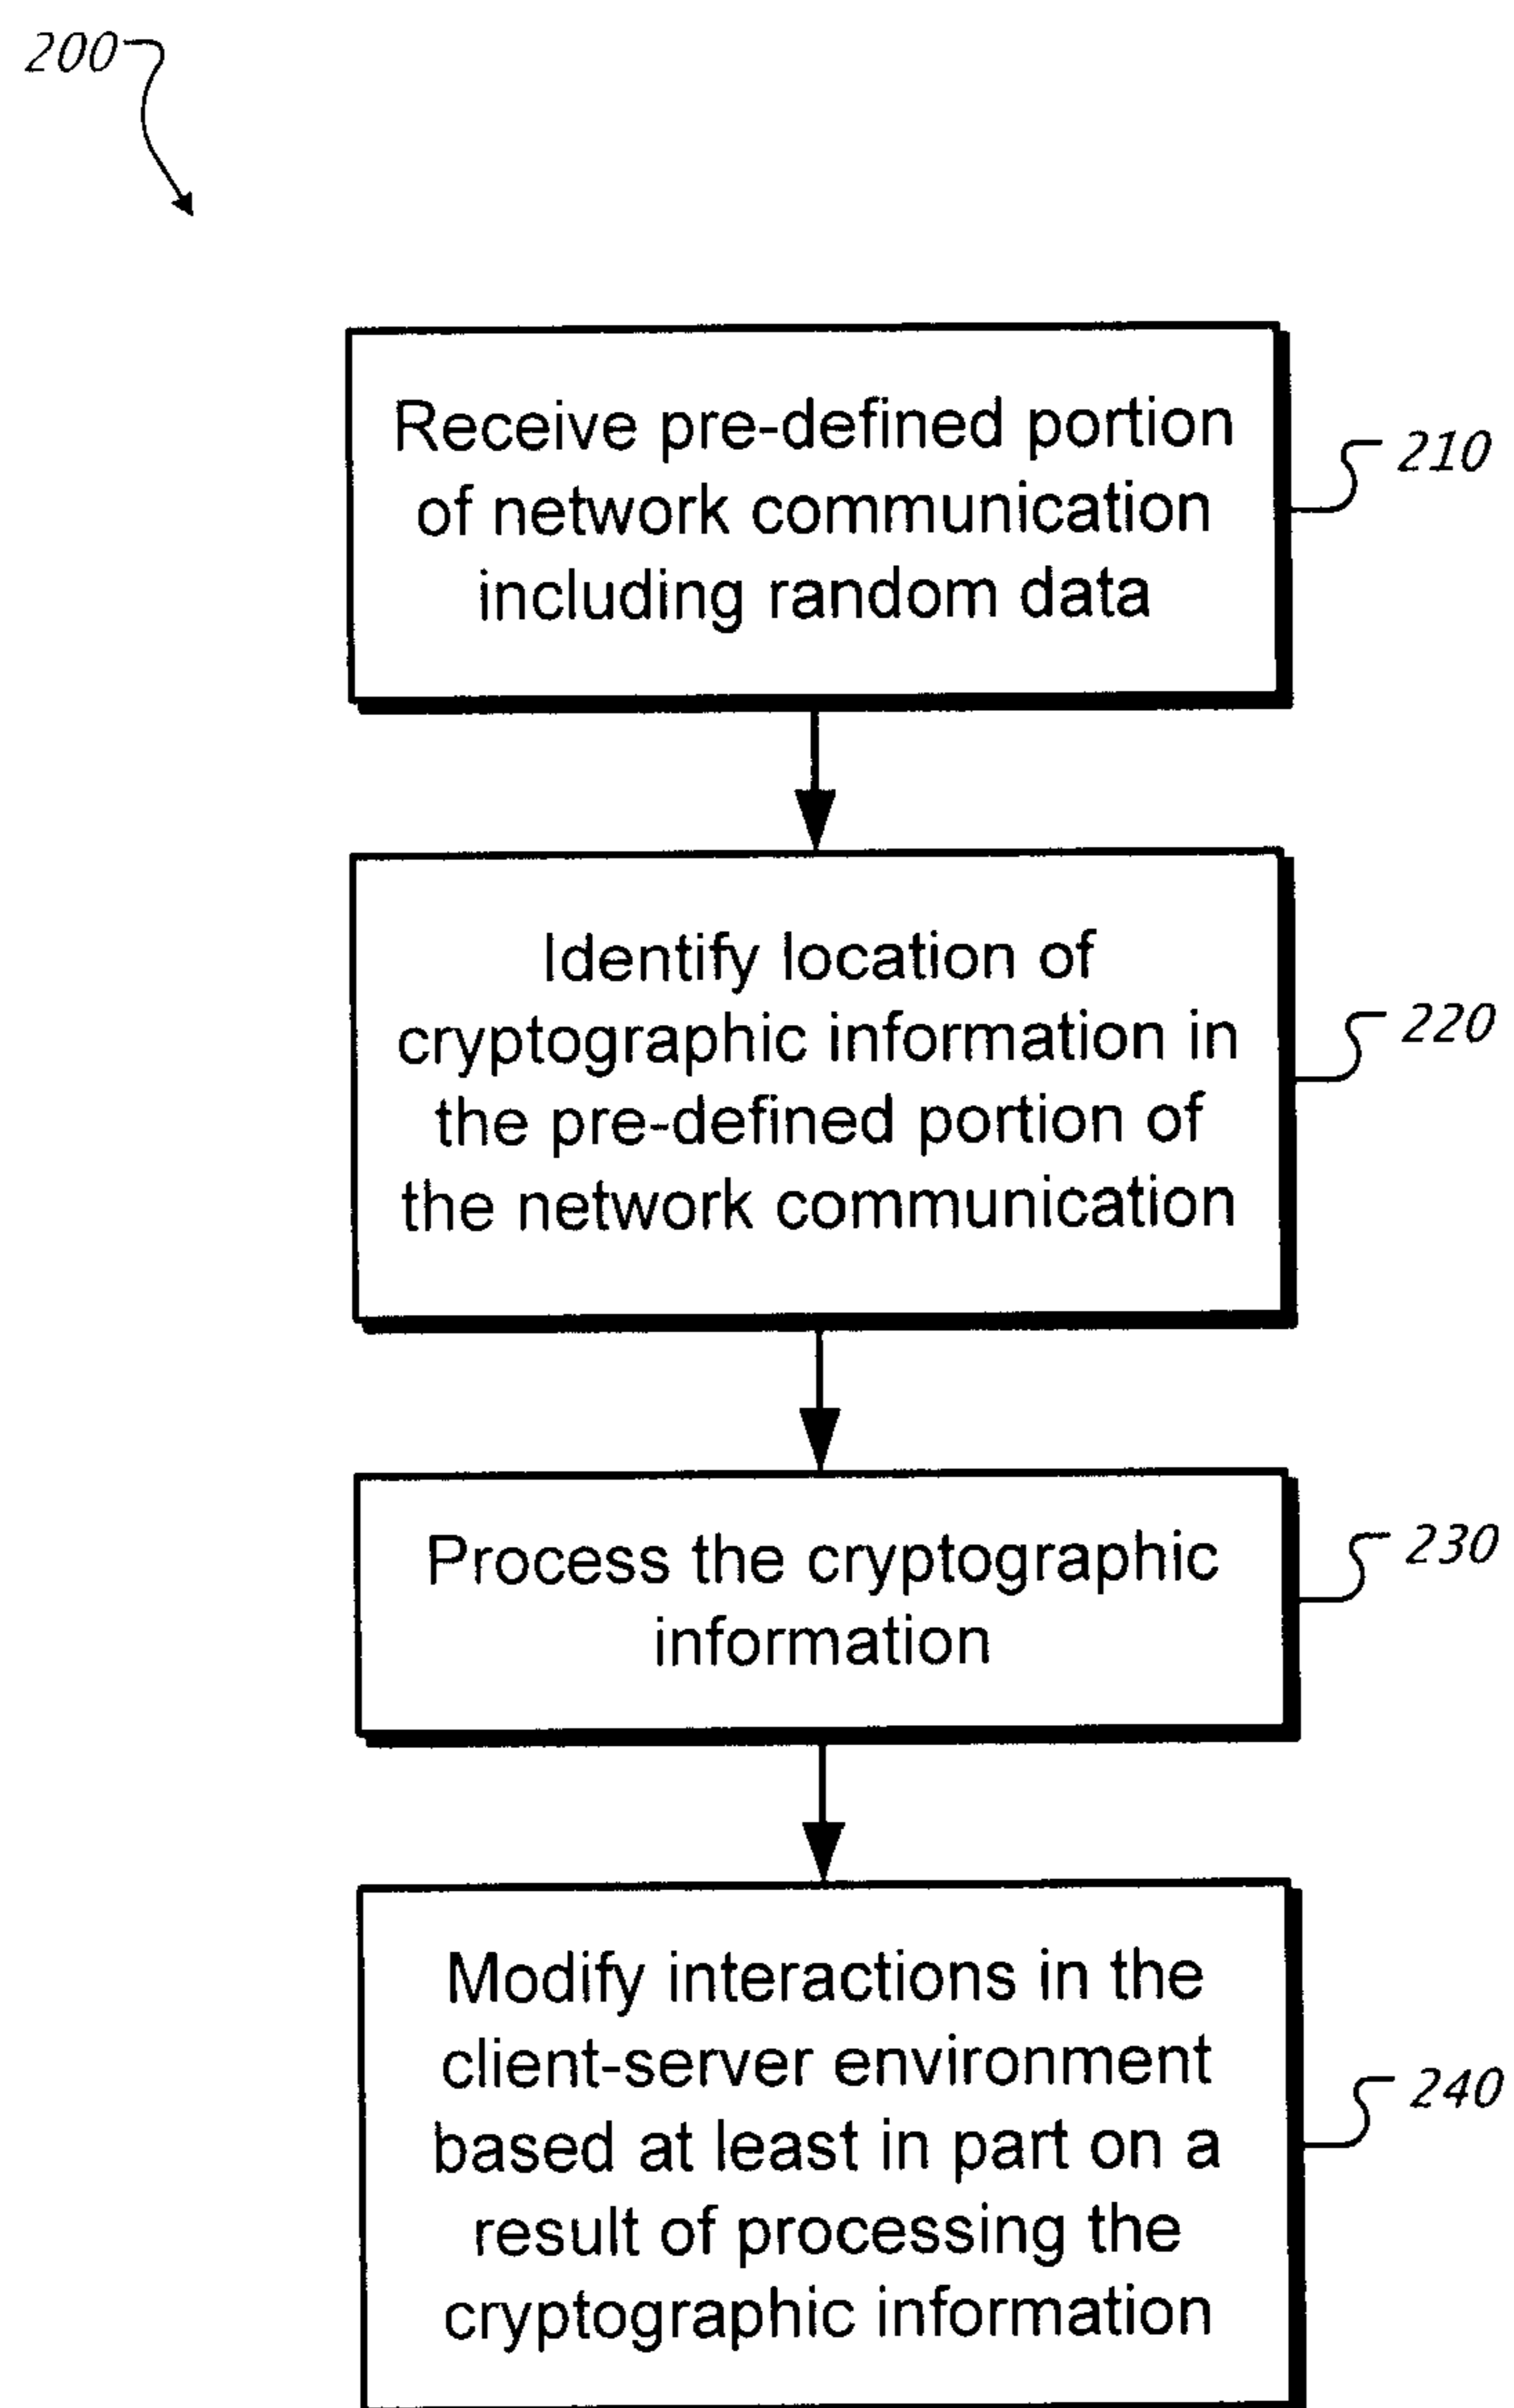 200
Receive pre-defined portion
of network communication
including random data
210
Identify location of
cryptographic information in
the pre-defined portion of
the network communication
220
Process the cryptographic
information
230
Modify interactions in the
client-server environment
based at least in part on a
result of processing the
cryptographic information
240